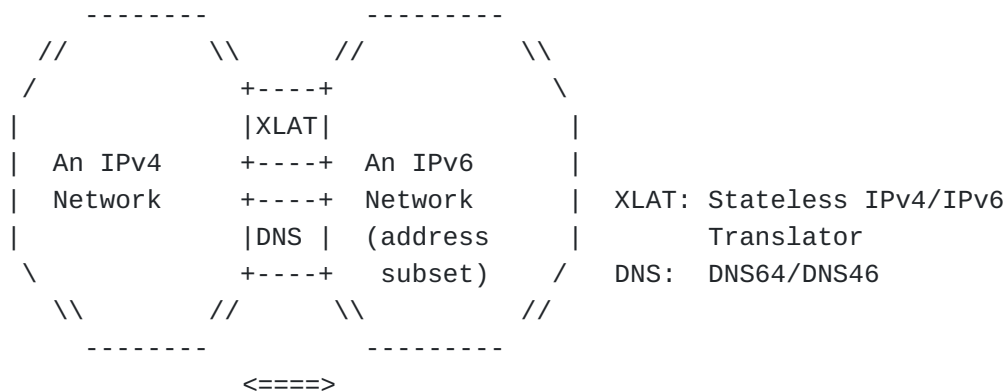 --------          ---------
//        \\      //         \\
/            +----+            \
|            |XLAT|             |
| An IPv4    +----+ An IPv6     |
| Network    +----+ Network     | XLAT: Stateless IPv4/IPv6
|            |DNS | (address    |       Translator
\            +----+  subset)   /  DNS: DNS64/DNS46
\\        //      \\         //
--------          ---------
<====>